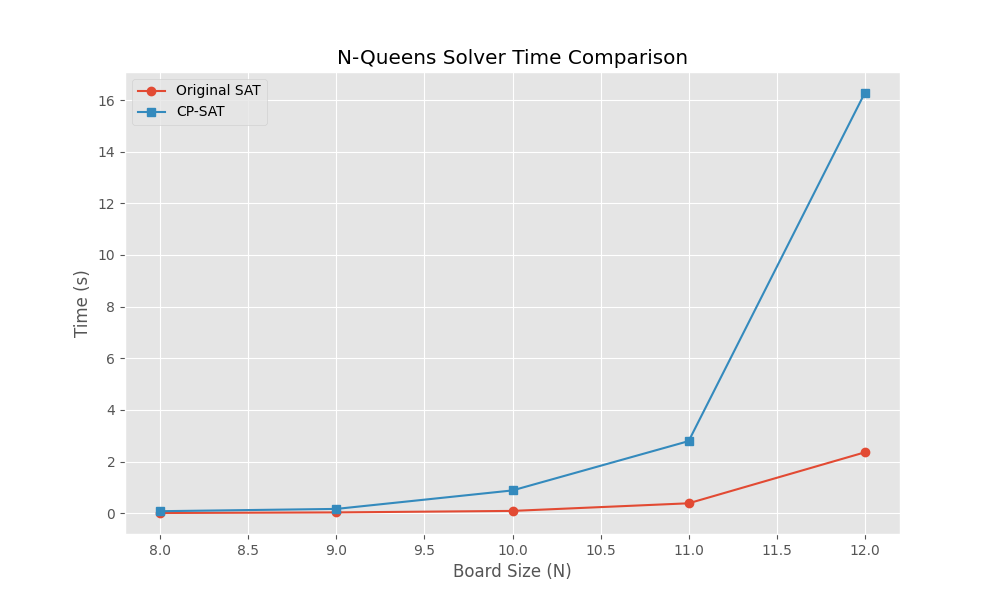 N-Queens Solver Time Comparison
Original SAT
CP-SAT
16
14
12
10
8
6
4
2
0
Time (s)
8.0 8.5 9.0 9.5 10.0 10.5 11.0 11.5 12.0
Board Size (N)